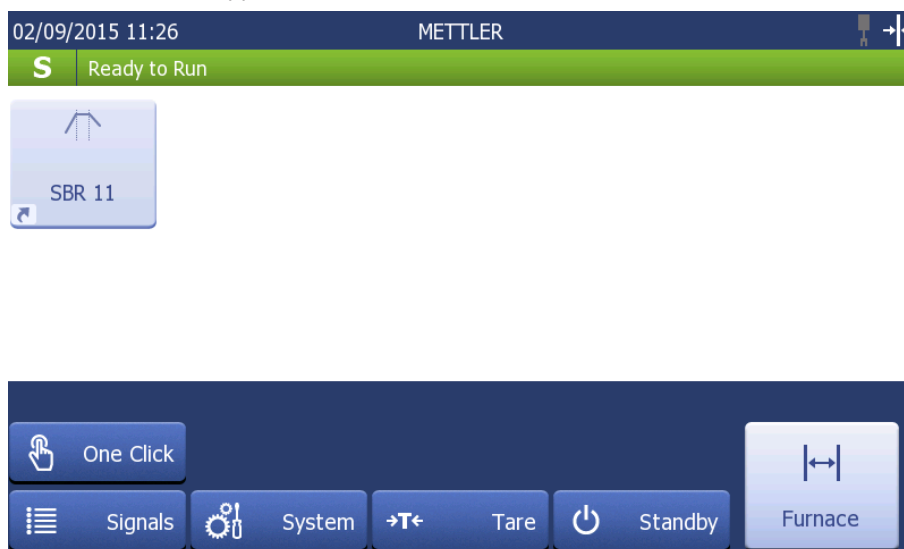 02/09/2015 11:26 METTLER
S Ready to Run
SBR 11
One Click
Signals System →T← Tare Standby Furnace